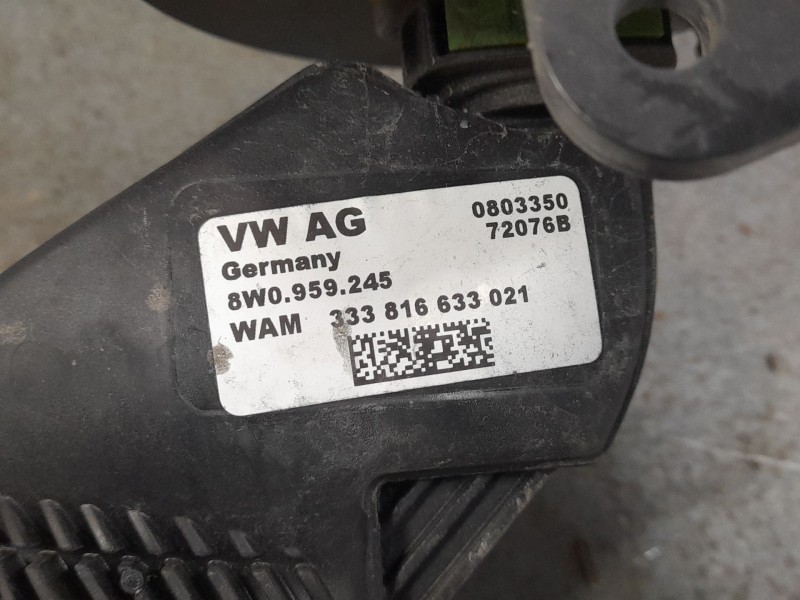 VW AG
0803350
72076B
Germany
8W0.959.245
WAM 333 816 633 021